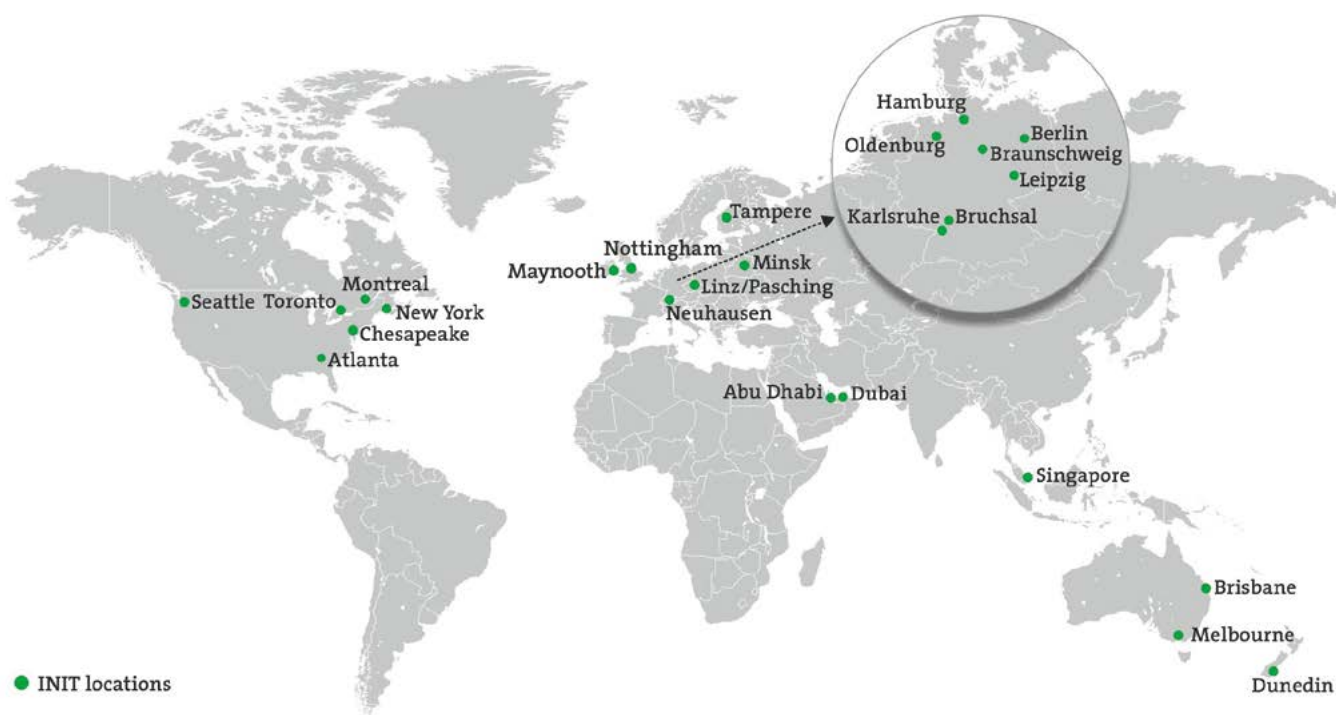 Hamburg
Oldenburg
Berlin
Braunschweig
Leipzig
Karlsruhe
Bruchsal
Tampere
Nottingham
Maynooth
Minsk
Linz/Pasching
Neuhausen
Montreal
Seattle
Toronto
New York
Chesapeake
Atlanta
Abu Dhabi
Dubai
Singapore
Brisbane
Melbourne
Dunedin
INIT locations